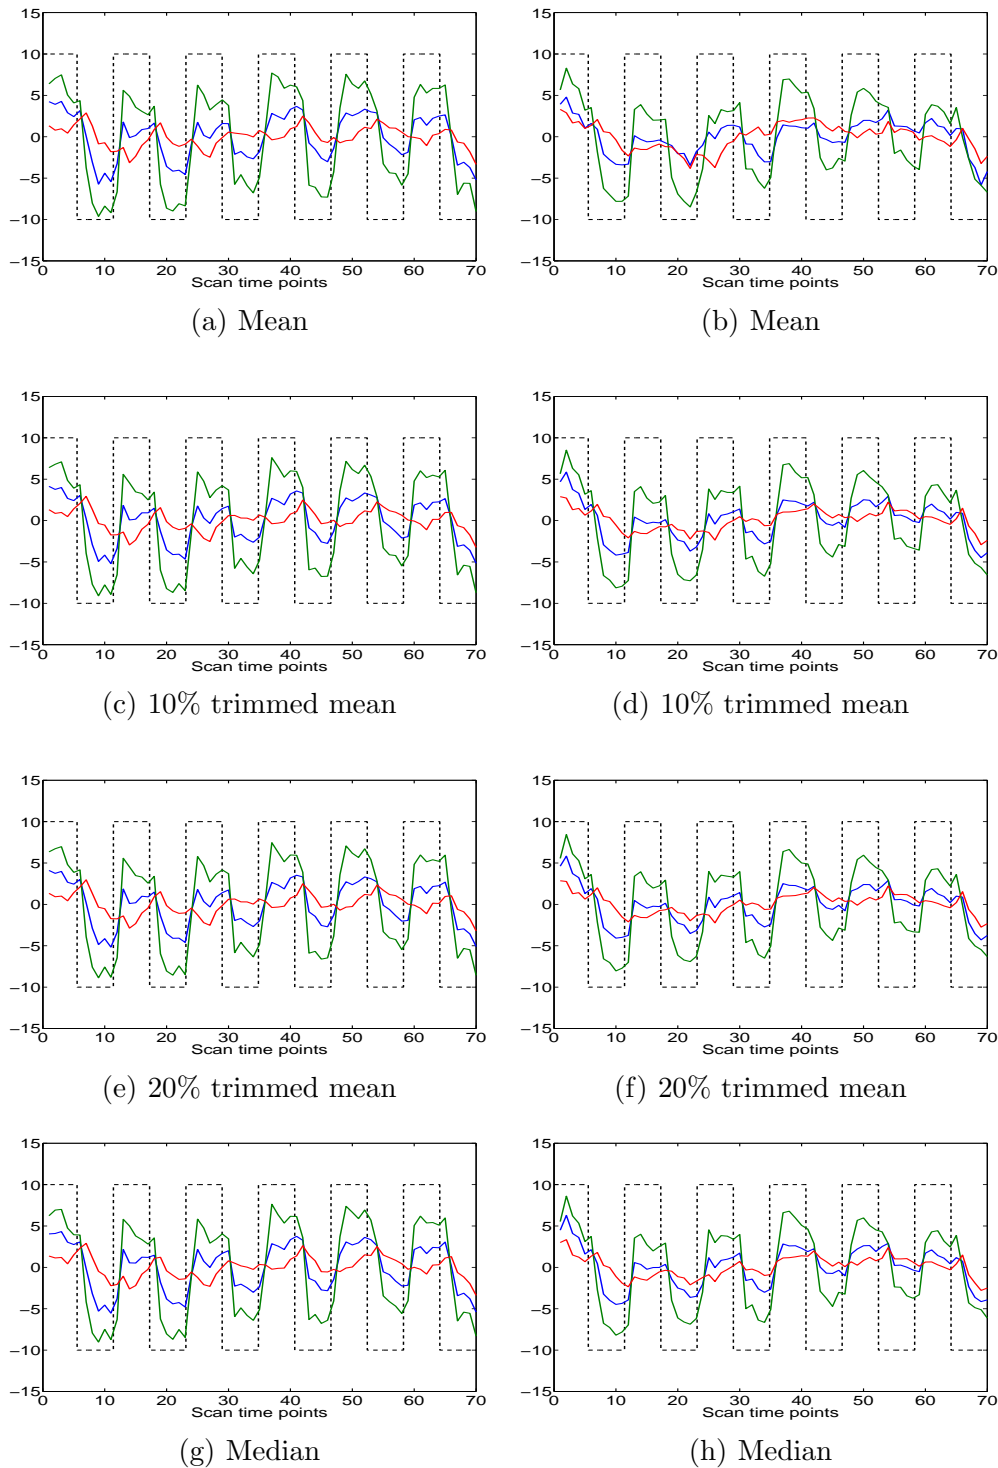 15
10
5
0
−5
−10
−15
0 10 20 30 40 50 60 70
Scan time points
(a) Mean
15
10
5
0
−5
−10
−15
0 10 20 30 40 50 60 70
Scan time points
(b) Mean
15
10
5
0
−5
−10
−15
0 10 20 30 40 50 60 70
Scan time points
(c) 10% trimmed mean
15
10
5
0
−5
−10
−15
0 10 20 30 40 50 60 70
Scan time points
(d) 10% trimmed mean
15
10
5
0
−5
−10
−15
0 10 20 30 40 50 60 70
Scan time points
(e) 20% trimmed mean
15
10
5
0
−5
−10
−15
0 10 20 30 40 50 60 70
Scan time points
(f) 20% trimmed mean
15
10
5
0
−5
−10
−15
0 10 20 30 40 50 60 70
Scan time points
(g) Median
15
10
5
0
−5
−10
−15
0 10 20 30 40 50 60 70
Scan time points
(h) Median